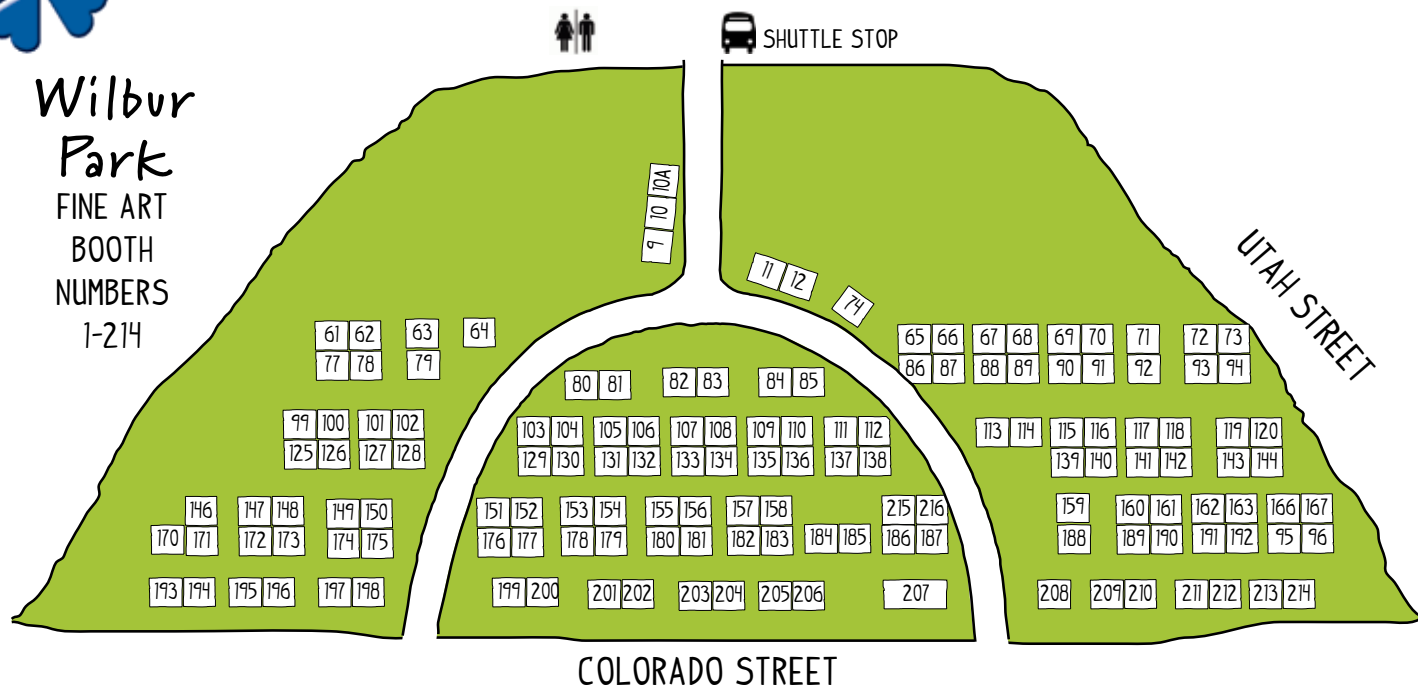 SHUTTLE STOP
Wilbur
Park
FINE ART
BOOTH
NUMBERS
1-214
10A
10
9
11 12
74
UTAH STREET
61 62 63 64
65 66 67 68 69 70 71 72 73
77 78 79
86 87 88 89 90 91 92 93 94
80 81 82 83 84 85
99 100 101 102
103 104 105 106 107 108 109 110 111 112
113 114 115 116 117 118 119 120
125 126 127 128
129 130 131 132 133 134 135 136 137 138
139 140 141 142 143 144
146 147 148 149 150
151 152 153 154 155 156 157 158 215 216
159 160 161 162 163 166 167
170 171 172 173 174 175
176 177 178 179 180 181 182 183 184 185 186 187
188 189 190 191 192 95 96
193 194 195 196 197 198
199 200 201 202 203 204 205 206 207
208 209 210 211 212 213 214
COLORADO STREET